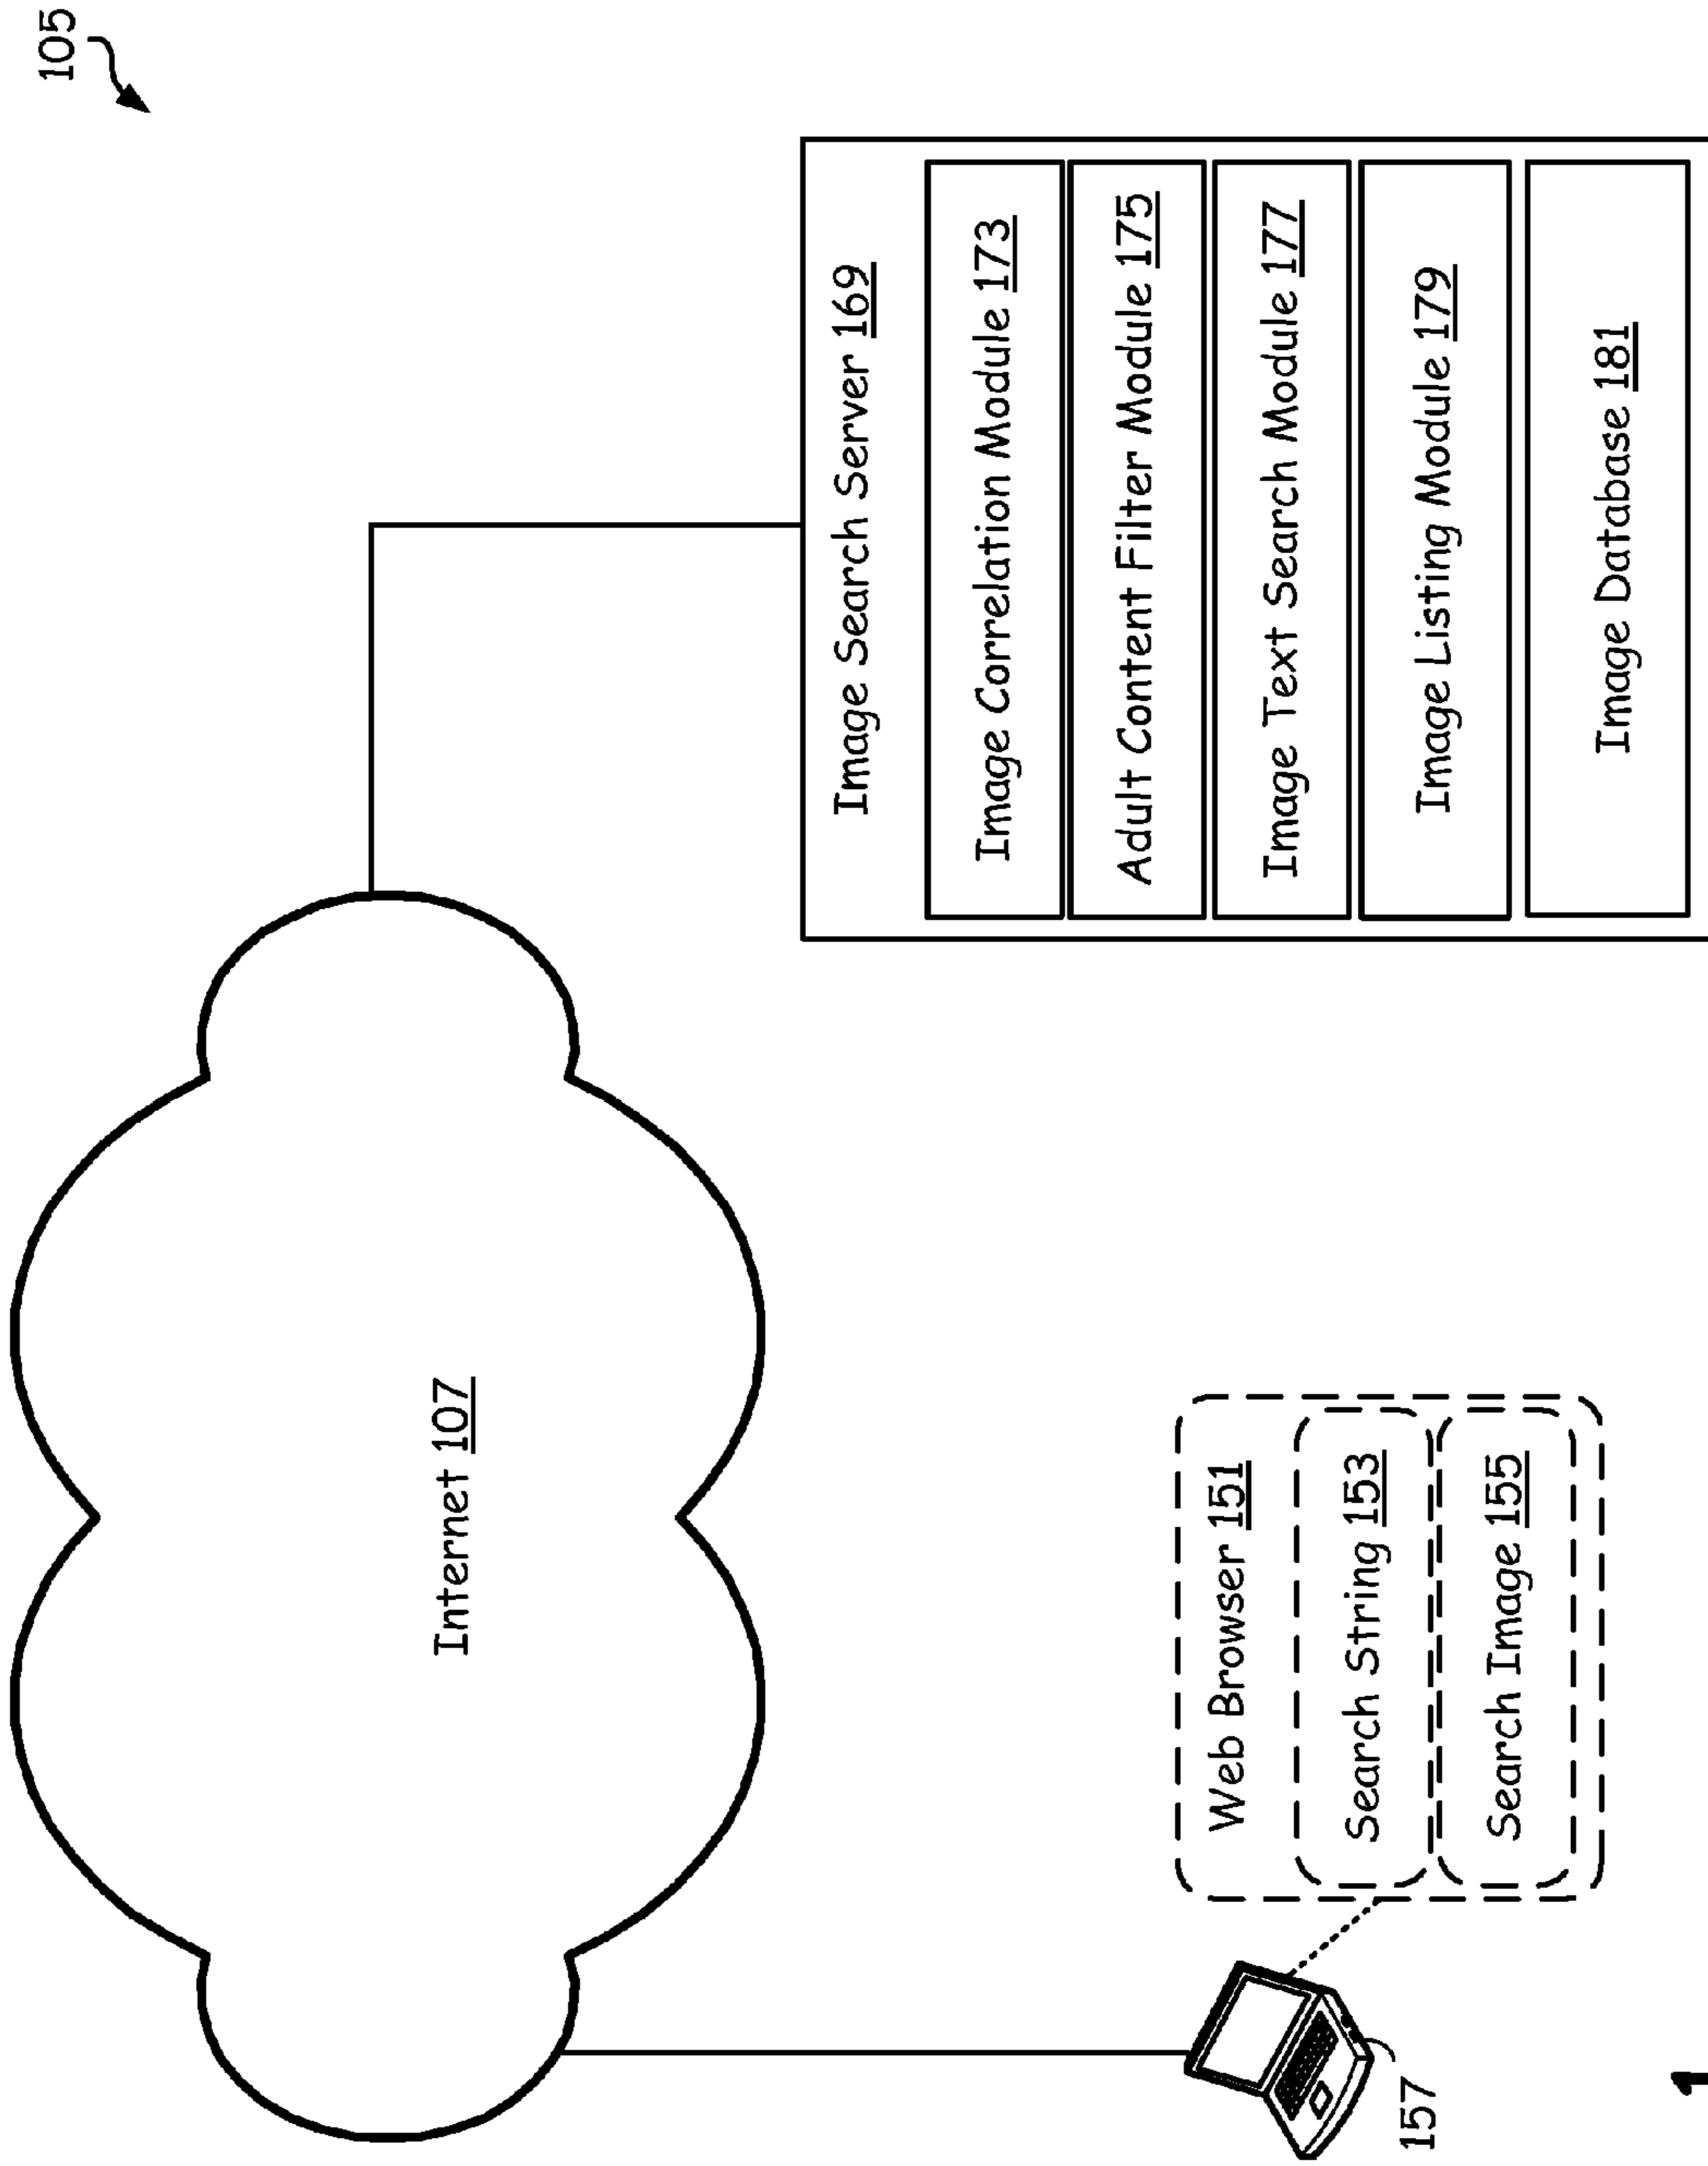 105
Internet 107
Image Search Server 169
Image Correlation Module 173
Adult Content Filter Module 175
Image Text Search Module 177
Image Listing Module 179
Image Database 181
Web Browser 151
Search String 153
Search Image 155
157
1